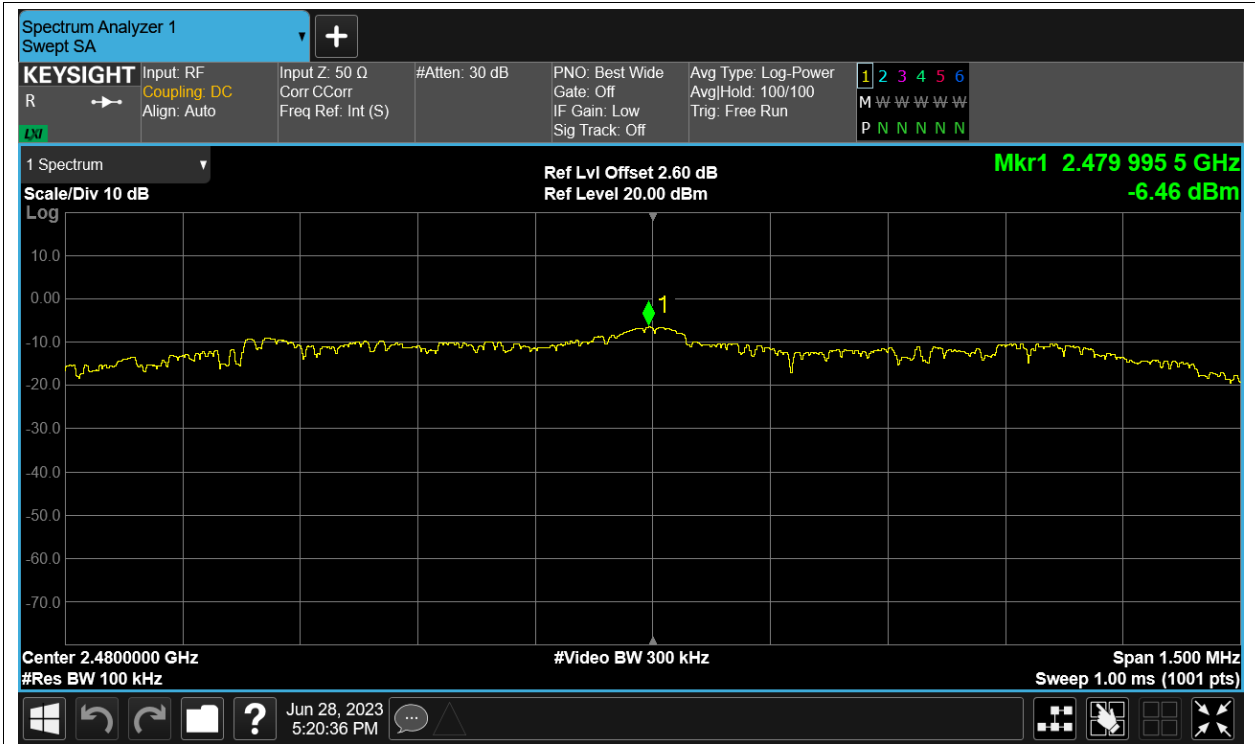 Spectrum Analyzer 1
Swept SA
KEYSIGHT
R
LXI
Input: RF
Coupling: DC
Align: Auto
Input Z: 50 Ω
Corr CCorr
Freq Ref: Int (S)
#Atten: 30 dB
PNO: Best Wide
Gate: Off
IF Gain: Low
Sig Track: Off
Avg Type: Log-Power
Avg|Hold: 100/100
Trig: Free Run
1 2 3 4 5 6
M W W W W W
P N N N N N
1 Spectrum
Scale/Div 10 dB
Ref Lvl Offset 2.60 dB
Ref Level 20.00 dBm
Mkr1 2.479 995 5 GHz
-6.46 dBm
Log
10.0
0.00
1
-10.0
-20.0
-30.0
-40.0
-50.0
-60.0
-70.0
Center 2.4800000 GHz
#Video BW 300 kHz
Span 1.500 MHz
#Res BW 100 kHz
Sweep 1.00 ms (1001 pts)
?
Jun 28, 2023
5:20:36 PM